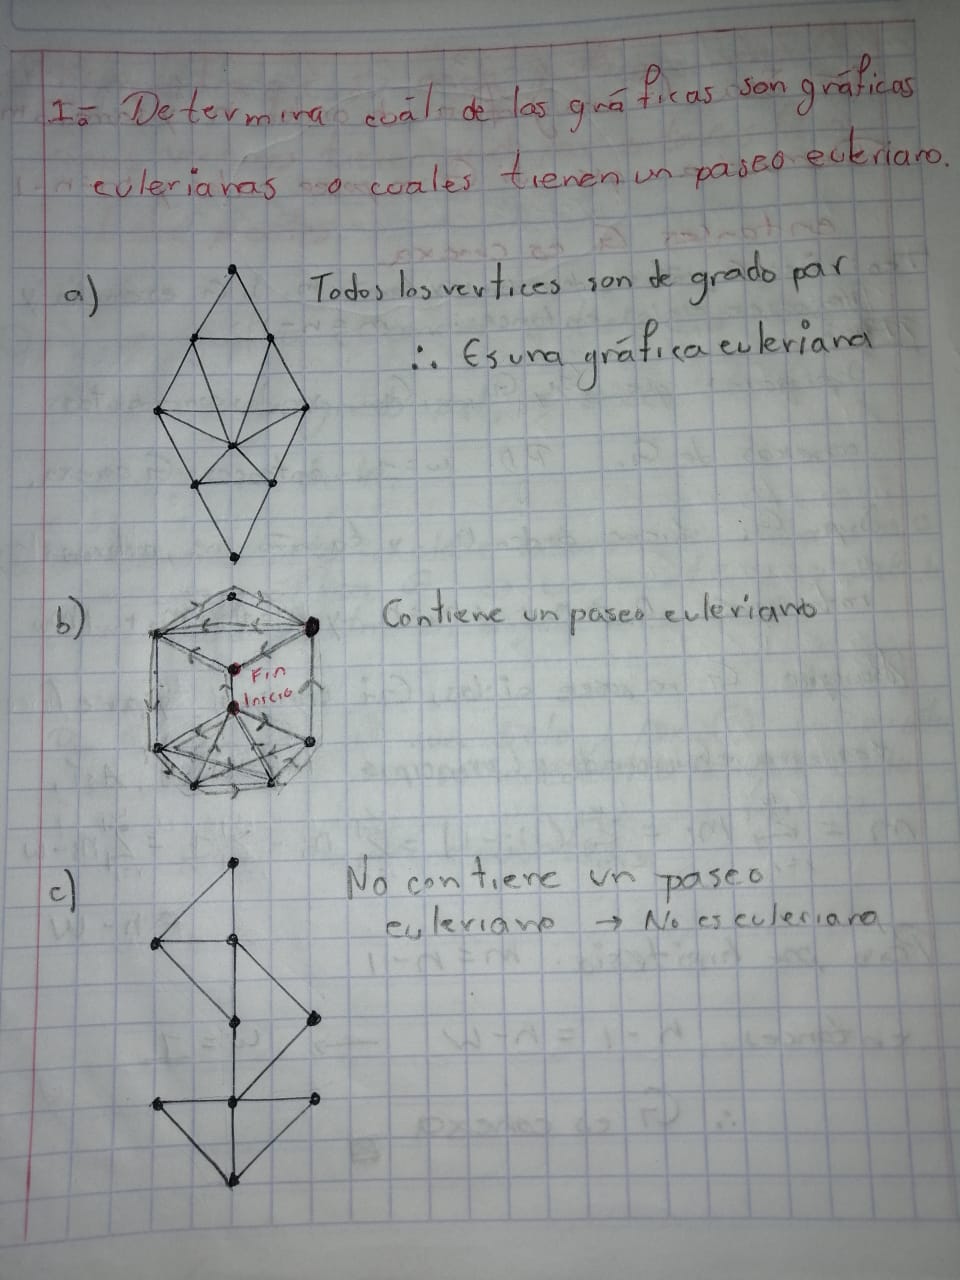 1.- Determina cuál de las gráficas son gráficas
eulerianas o cuales tienen un paseo euleriano.
a) Todos los vertices son de grado par
∴ Es una gráfica euleriana
b) Contiene un paseo euleriano
Fin
Inicio
c) No contiene un paseo
euleriano → No es euleriana